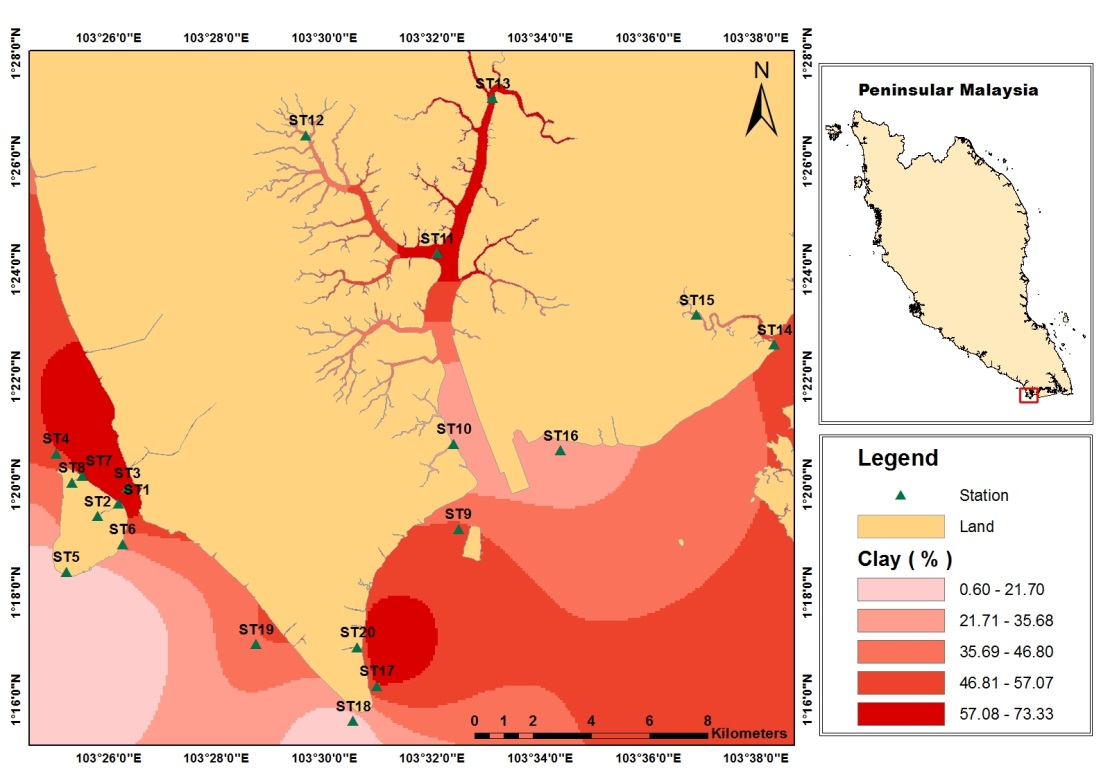 103°26'0"E 103°28'0"E 103°30'0"E 103°32'0"E 103°34'0"E 103°36'0"E 103°38'0"E
1°28'0"N 1°28'0"N
N
ST13
ST12
1°26'0"N 1°26'0"N
ST11
1°24'0"N 1°24'0"N
ST15
ST14
1°22'0"N 1°22'0"N
ST10 ST16
ST4
ST7
ST8 ST3
1°20'0"N 1°20'0"N
ST1
ST2
ST9
ST6
ST5
1°18'0"N 1°18'0"N
ST19 ST20
ST17
1°16'0"N 1°16'0"N
ST18
0 1 2 4 6 8
Kilometers
103°26'0"E 103°28'0"E 103°30'0"E 103°32'0"E 103°34'0"E 103°36'0"E 103°38'0"E
Peninsular Malaysia
Legend
Station
Land
Clay ( % )
0.60 - 21.70
21.71 - 35.68
35.69 - 46.80
46.81 - 57.07
57.08 - 73.33